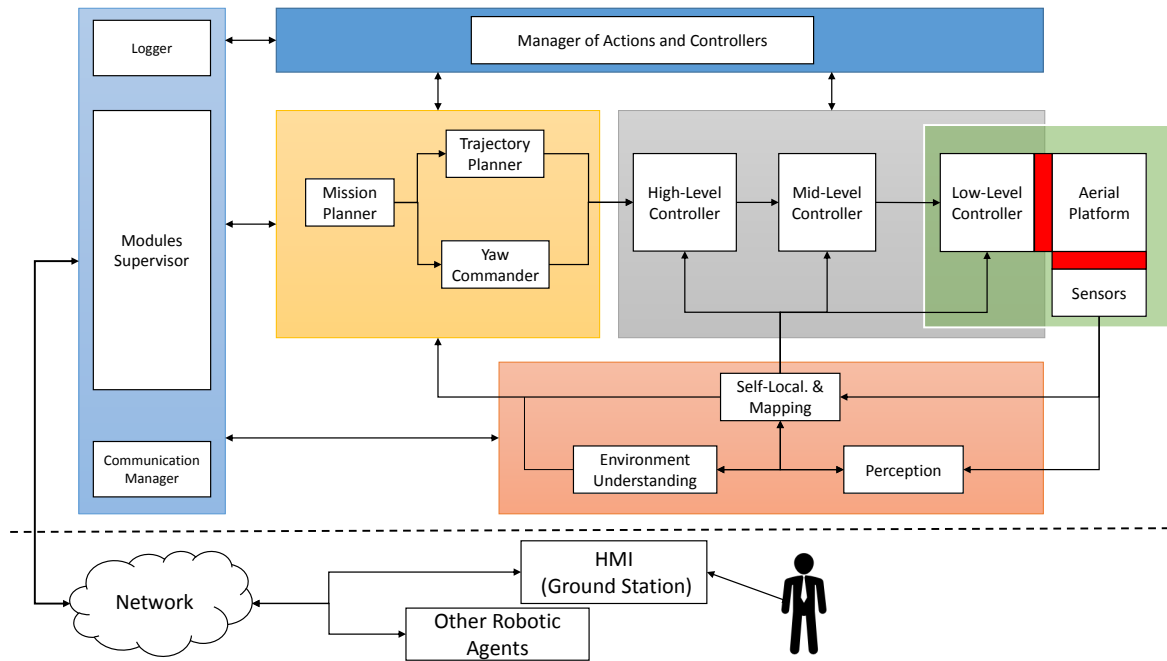 Logger
Manager of Actions and Controllers
Modules
Supervisor
Communication
Manager
Mission
Planner
Trajectory
Planner
Yaw
Commander
High-Level
Controller
Mid-Level
Controller
Low-Level
Controller
Aerial
Platform
Sensors
Self-Local. &
Mapping
Environment
Understanding
Perception
Network
HMI
(Ground Station)
Other Robotic
Agents